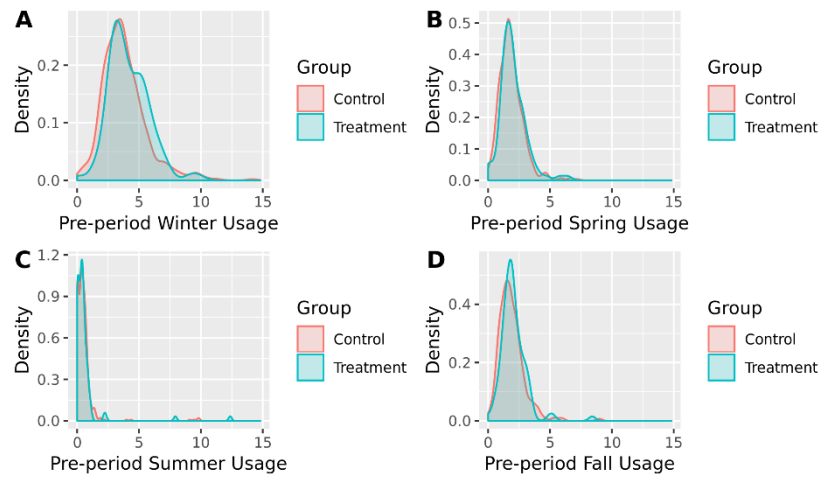 A
Density
0.2
0.1
0.0
0 5 10 15
Pre-period Winter Usage
Group
Control
Treatment
B
Density
0.5
0.4
0.3
0.2
0.1
0.0
0 5 10 15
Pre-period Spring Usage
Group
Control
Treatment
C
Density
1.2
0.9
0.6
0.3
0.0
0 5 10 15
Pre-period Summer Usage
Group
Control
Treatment
D
Density
0.4
0.2
0.0
0 5 10 15
Pre-period Fall Usage
Group
Control
Treatment